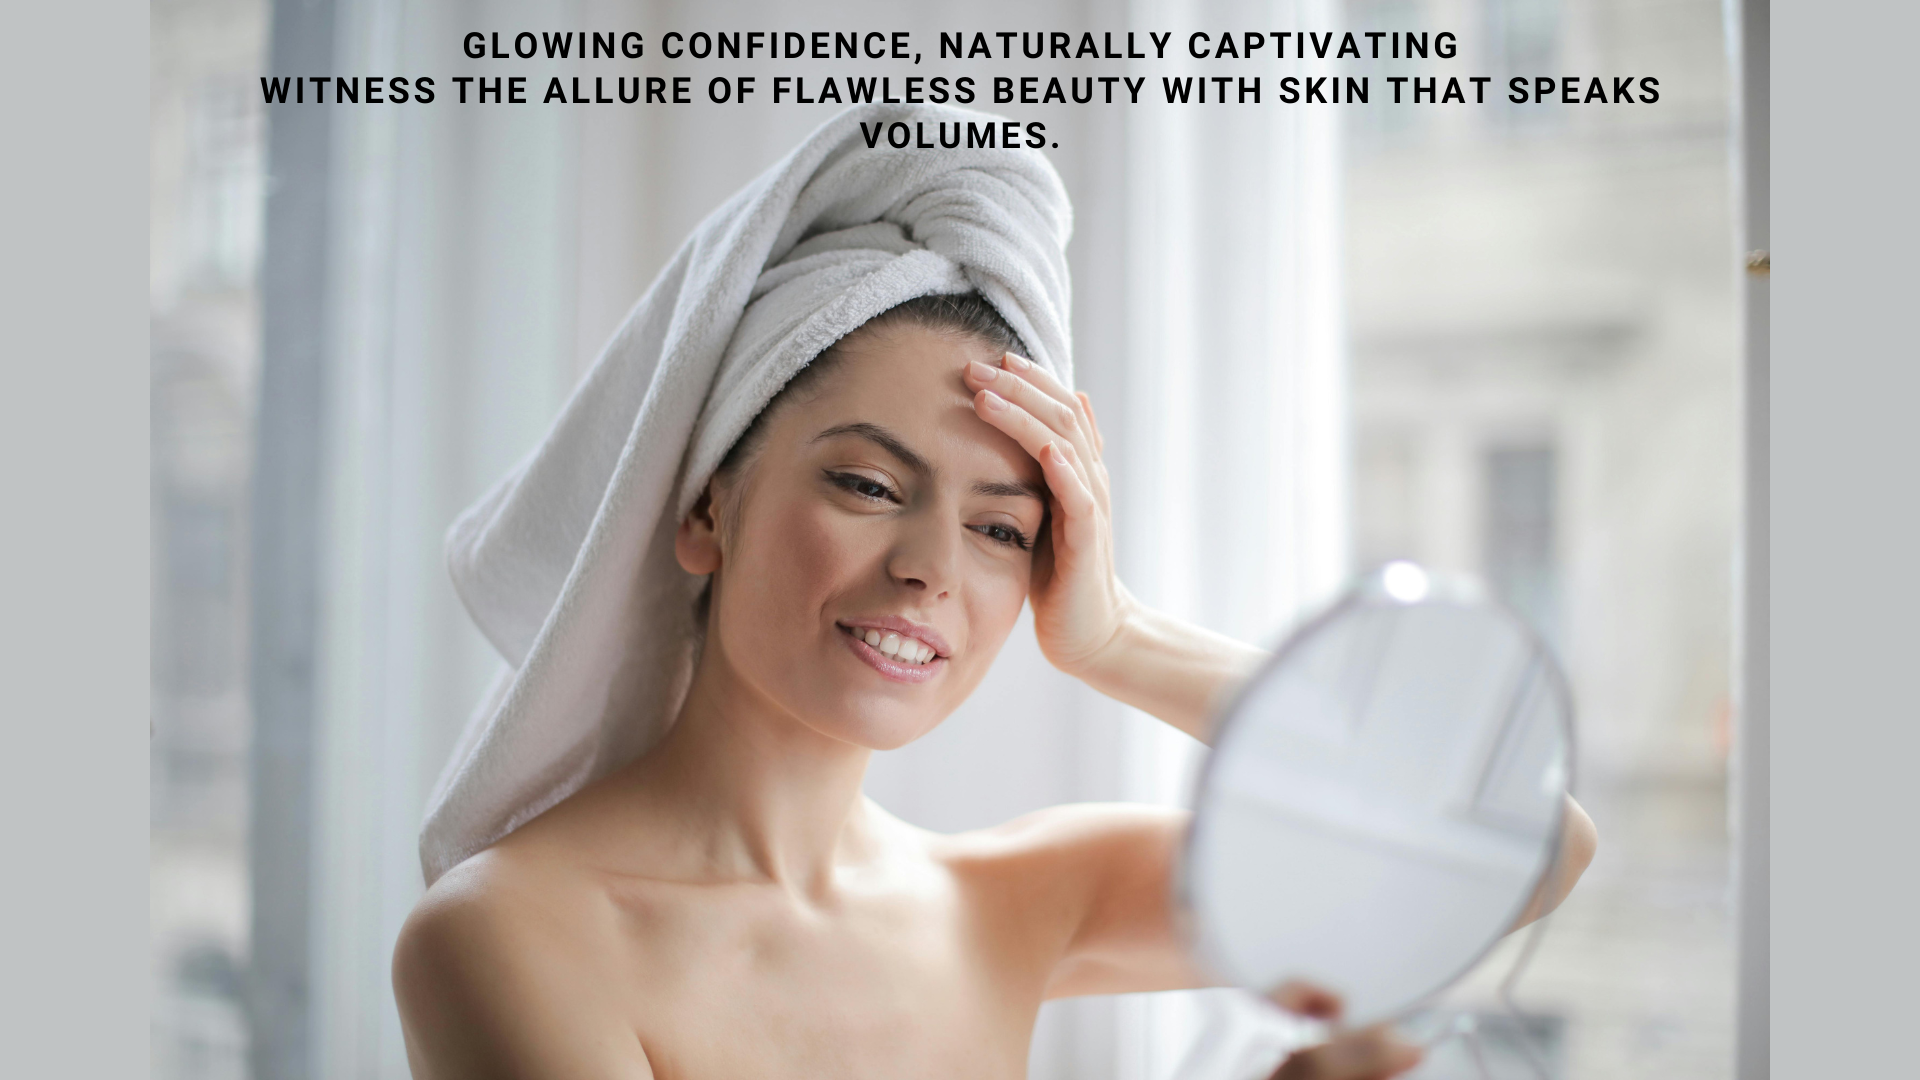 GLOWING CONFIDENCE, NATURALLY CAPTIVATING
WITNESS THE ALLURE OF FLAWLESS BEAUTY WITH SKIN THAT SPEAKS
VOLUMES.